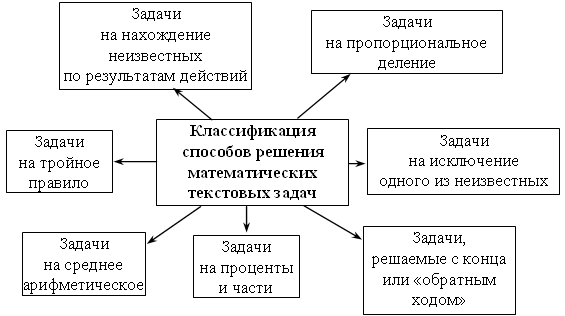 Задачи
на нахождение
неизвестных
по результатам действий
Задачи
на пропорциональное
деление
Классификация
способов решения
математических
текстовых задач
Задачи
на тройное
правило
Задачи
на исключение
одного из неизвестных
Задачи
на среднее
арифметическое
Задачи
на проценты
и части
Задачи,
решаемые с конца
или «обратным
ходом»